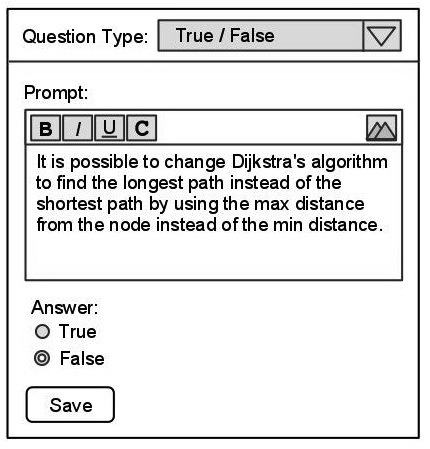 Question Type: True / False
Prompt:
B I U C
It is possible to change Dijkstra's algorithm
to find the longest path instead of the
shortest path by using the max distance
from the node instead of the min distance.
Answer:
True
False
Save